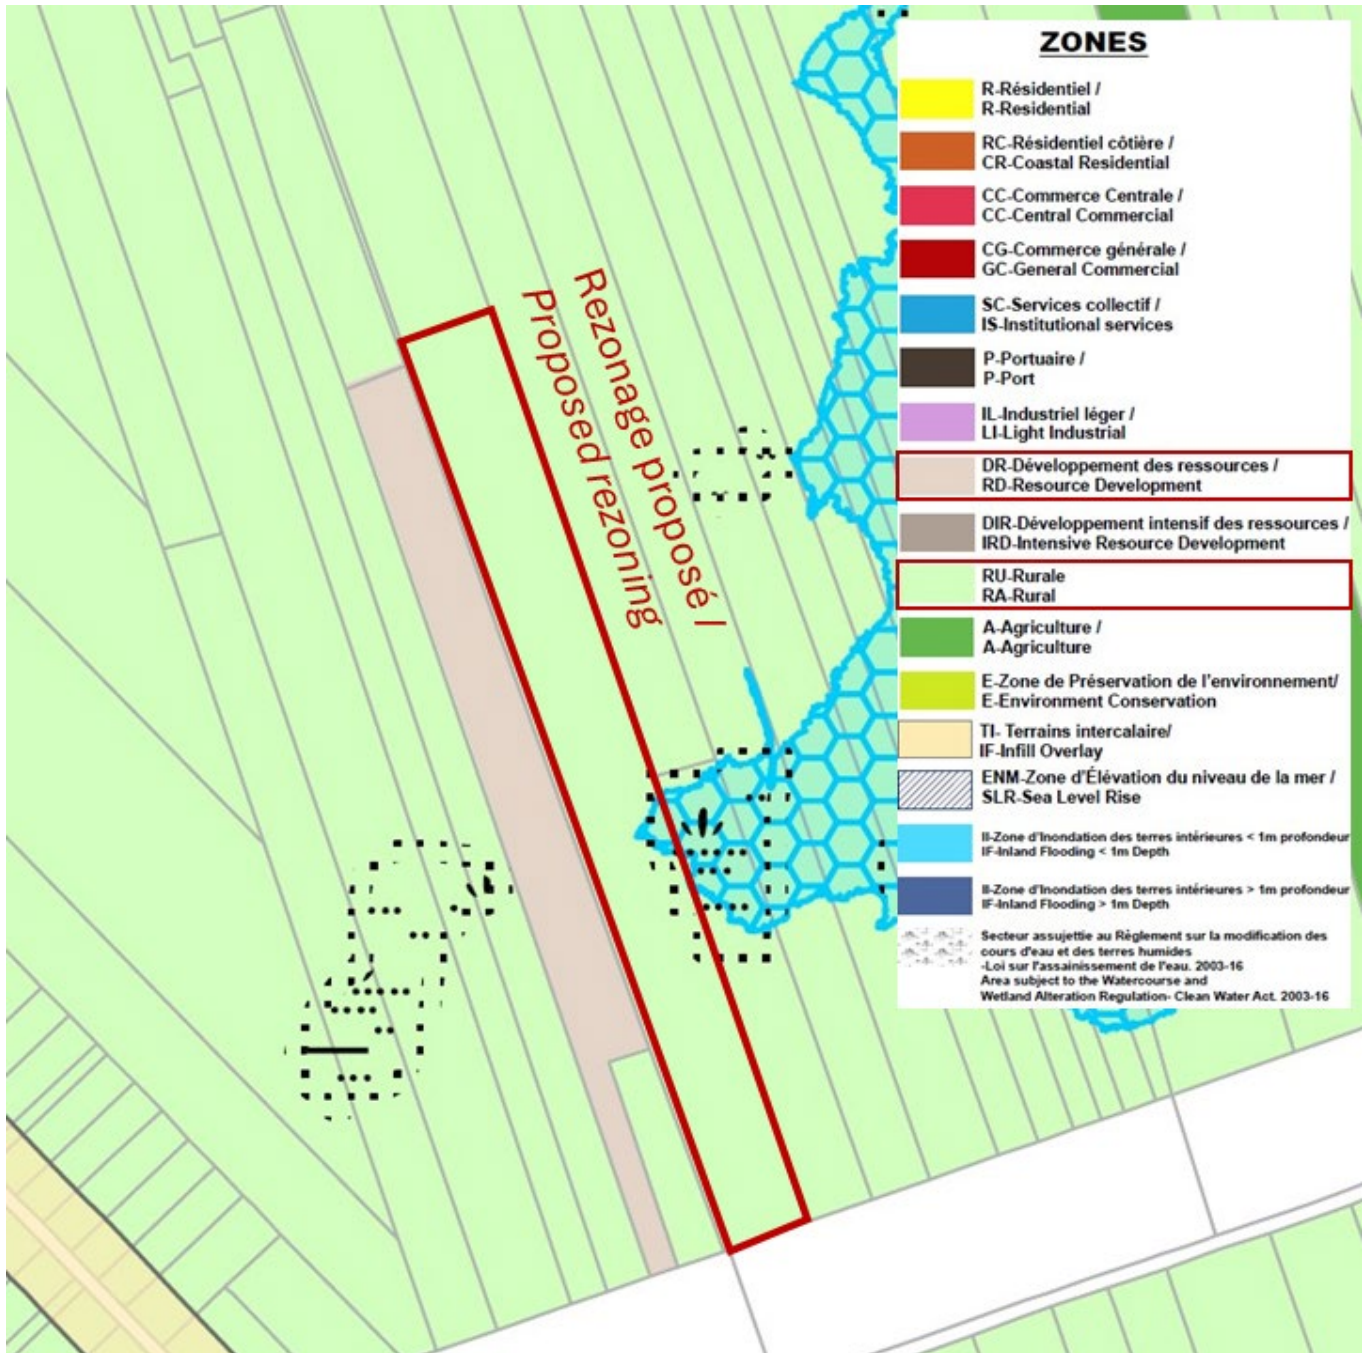 ZONES
R-Résidentiel /
R-Residential
RC-Résidentiel côtière /
CR-Coastal Residential
CC-Commerce Centrale /
CC-Central Commercial
CG-Commerce générale /
GC-General Commercial
SC-Services collectif /
IS-Institutional services
P-Portuaire /
P-Port
IL-Industriel léger /
LI-Light Industrial
DR-Développement des ressources /
RD-Resource Development
DIR-Développement intensif des ressources /
IRD-Intensive Resource Development
RU-Rurale
RA-Rural
A-Agriculture /
A-Agriculture
E-Zone de Préservation de l'environnement/
E-Environment Conservation
TI- Terrains intercalaire/
IF-Infill Overlay
ENM-Zone d'Élévation du niveau de la mer /
SLR-Sea Level Rise
II-Zone d'Inondation des terres intérieures < 1m profondeur
IF-Inland Flooding < 1m Depth
II-Zone d'Inondation des terres intérieures > 1m profondeur
IF-Inland Flooding > 1m Depth
Secteur assujettie au Règlement sur la modification des
cours d'eau et des terres humides
-Loi sur l'assainissement de l'eau. 2003-16
Area subject to the Watercourse and
Wetland Alteration Regulation- Clean Water Act. 2003-16
Rezonage proposé /
Proposed rezoning